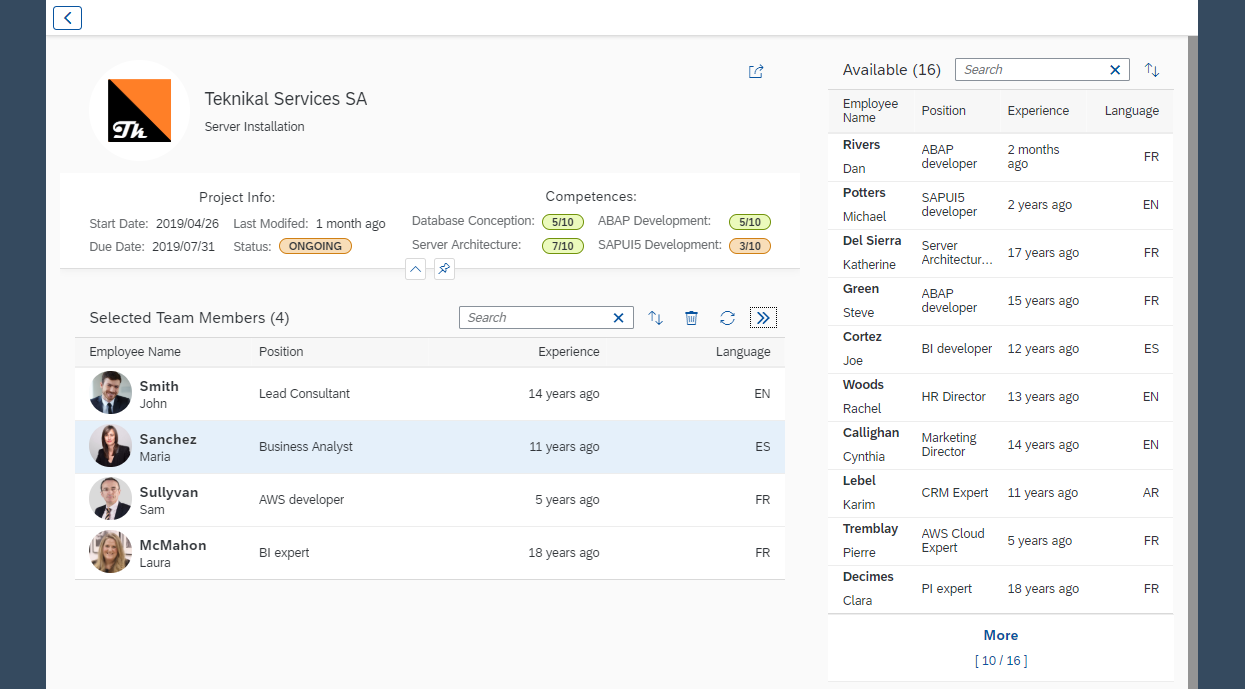 Th
Teknikal Services SA
Server Installation
Project Info:
Start Date: 2019/04/26 Last Modifed: 1 month ago
Due Date: 2019/07/31 Status: ONGOING
Competences:
Database Conception: 5/10 ABAP Development: 5/10
Server Architecture: 7/10 SAPUI5 Development: 3/10
Selected Team Members (4) Search
Employee Name Position Experience Language
Smith
John Lead Consultant 14 years ago EN
Sanchez
Maria Business Analyst 11 years ago ES
Sullyvan
Sam AWS developer 5 years ago FR
McMahon
Laura BI expert 18 years ago FR
Available (16) Search
Employee
Name Position Experience Language
Rivers
Dan
ABAP
developer
2 months
ago
FR
Potters
Michael
SAPUI5
developer
2 years ago
EN
Del Sierra
Katherine
Server
Architectur...
17 years ago
FR
Green
Steve
ABAP
developer
15 years ago
FR
Cortez
Joe
BI developer
12 years ago
ES
Woods
Rachel
HR Director
13 years ago
EN
Callighan
Cynthia
Marketing
Director
14 years ago
EN
Lebel
Karim
CRM Expert
11 years ago
AR
Tremblay
Pierre
AWS Cloud
Expert
5 years ago
FR
Decimes
Clara
PI expert
18 years ago
FR
More
[ 10 / 16 ]